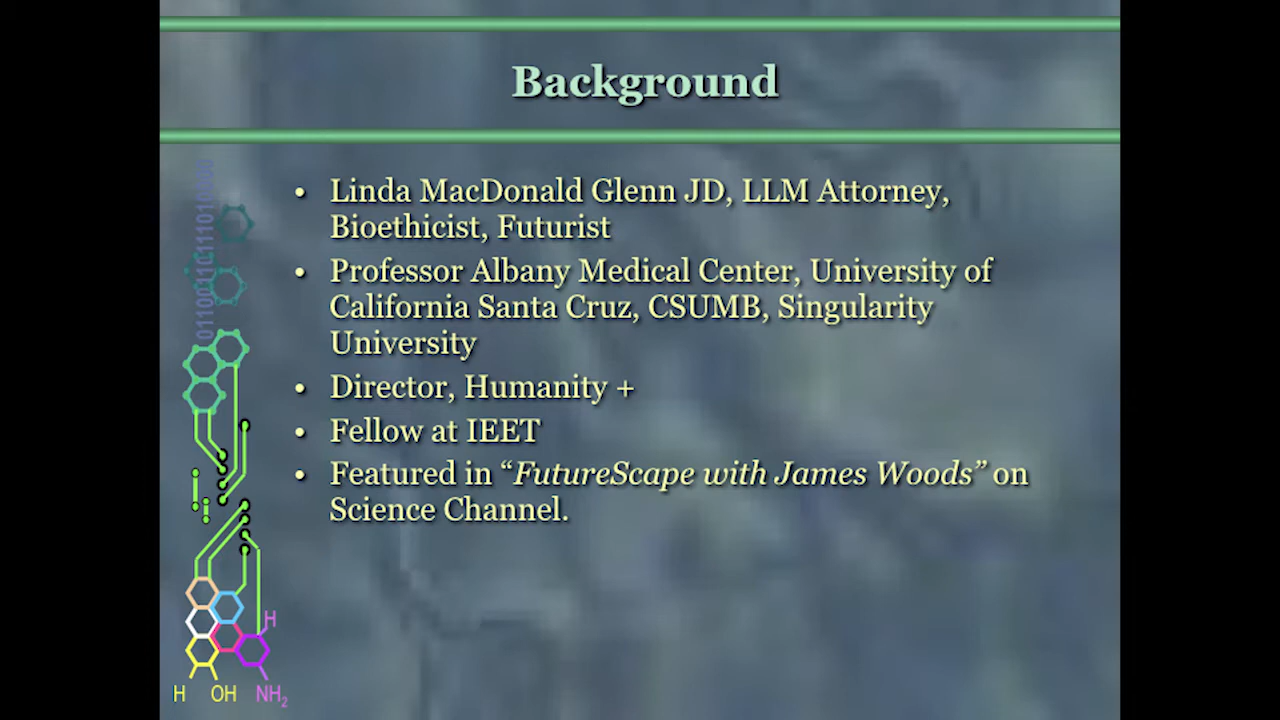 Background
• Linda MacDonald Glenn JD, LLM Attorney,
Bioethicist, Futurist
• Professor Albany Medical Center, University of
California Santa Cruz, CSUMB, Singularity
University
• Director, Humanity +
• Fellow at IEET
• Featured in “FutureScape with James Woods” on
Science Channel.
H
H OH NH₂